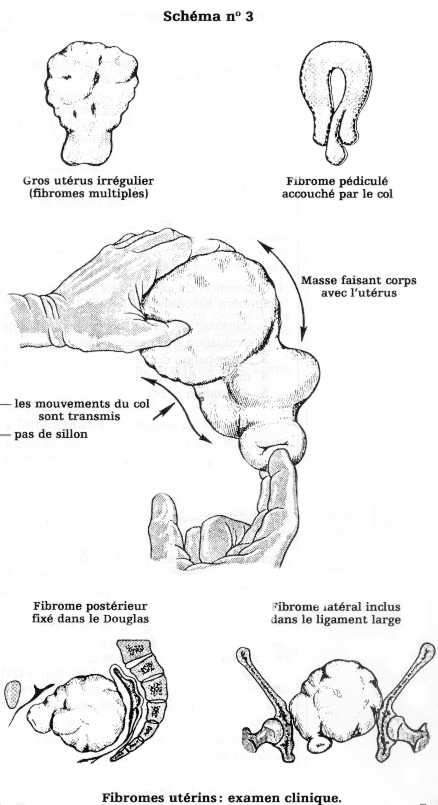 Schéma nº 3
Gros utérus irrégulier
(fibromes multiples)
Fibrome pédiculé
accouché par le col
Masse faisant corps
avec l'utérus
— les mouvements du col
sont transmis
— pas de sillon
Fibrome postérieur
fixé dans le Douglas
Fibrome latéral inclus
dans le ligament large
Fibromes utérins : examen clinique.